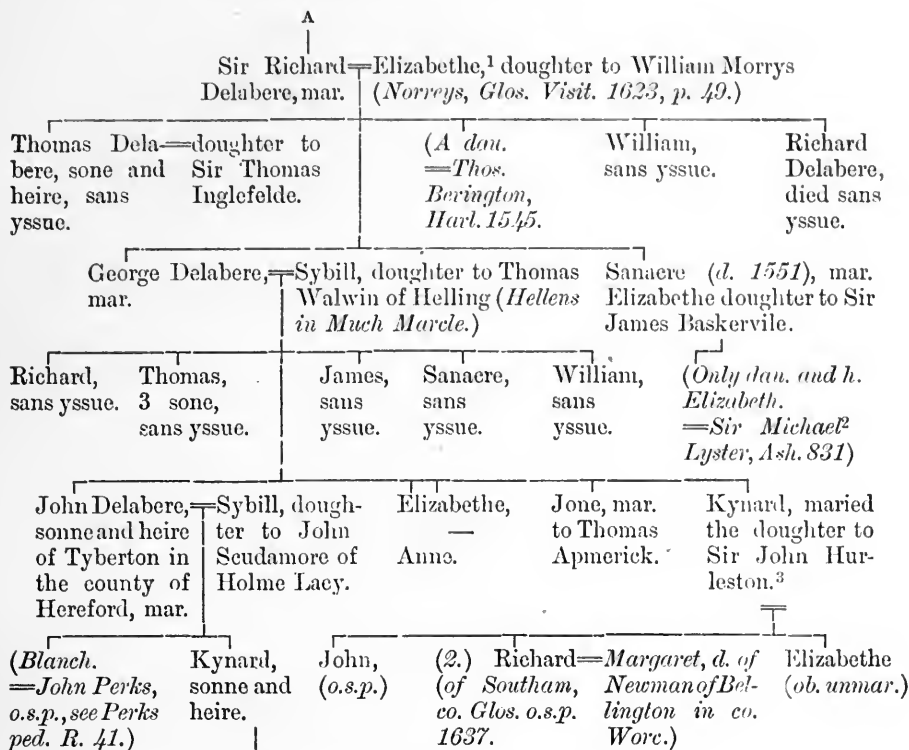 A
Sir Richard=Elizabethe,¹ doughter to William Morrys
Delabere, mar. (Norreys, Glos. Visit. 1623, p. 49.)
Thomas Dela-=doughter to
bere, sone and Sir Thomas
heire, sans Inglefelde.
yssue.
(A dau.
=Thos.
Berington,
Harl. 1545.
William,
sans yssue.
Richard
Delabere,
died sans
yssue.
George Delabere,=Sybill, doughter to Thomas
mar. Walwin of Helling (Hellens
in Much Marcle.)
Sanacre (d. 1551), mar.
Elizabethe doughter to Sir
James Baskervile.
Richard,
sans yssue.
Thomas,
3 sone,
sans yssue.
James,
sans
yssue.
Sanacre,
sans
yssue.
William,
sans
yssue.
(Only dau. and h.
Elizabeth.
=Sir Michael²
Lyster, Ash. 831)
John Delabere,=Sybill, dough-
sonne and heire ter to John
of Tyberton in Scudamore of
the county of Holme Lacy.
Hereford, mar.
Elizabethe,
—
Anne.
Jone, mar.
to Thomas
Apmerick.
Kynard, maried
the doughter to
Sir John Hur-
leston.³
(Blanch.
=John Perks,
o.s.p., see Perks
ped. R. 41.)
Kynard,
sonne and
heire.
John,
(o.s.p.)
(2.) Richard=Margaret, d. of
(of Southam, Newman of Bel-
co. Glos. o.s.p. lington in co.
1637. Worc.)
Elizabethe
(ob. unmar.)